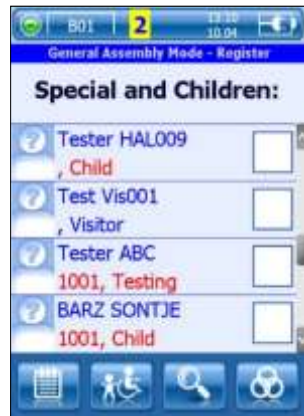 B01 2 13:10
10.04
General Assembly Mode - Register
Special and Children:
Tester HAL009
, Child
Test Vis001
, Visitor
Tester ABC
1001, Testing
BARZ SONTJE
1001, Child